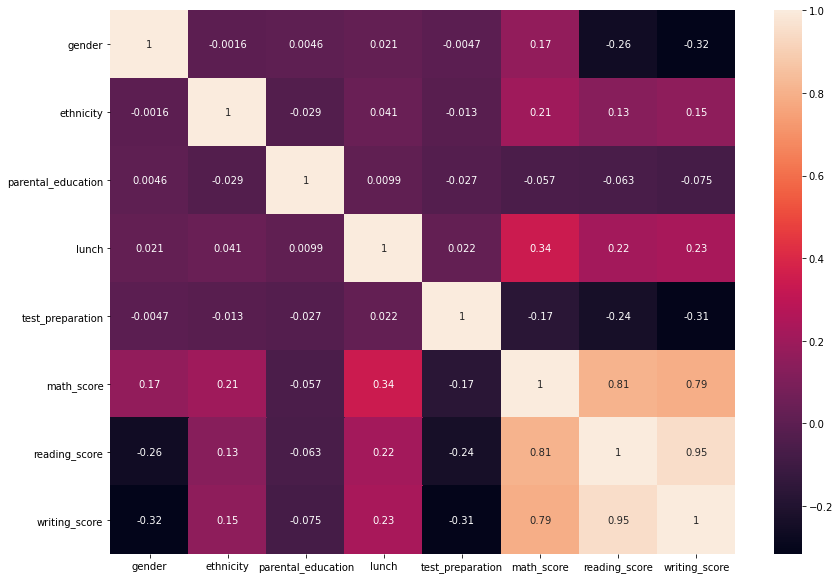 gender 1 -0.0016 0.0046 0.021 -0.0047 0.17 -0.26 -0.32
ethnicity -0.0016 1 -0.029 0.041 -0.013 0.21 0.13 0.15
parental_education 0.0046 -0.029 1 0.0099 -0.027 -0.057 -0.063 -0.075
lunch 0.021 0.041 0.0099 1 0.022 0.34 0.22 0.23
test_preparation -0.0047 -0.013 -0.027 0.022 1 -0.17 -0.24 -0.31
math_score 0.17 0.21 -0.057 0.34 -0.17 1 0.81 0.79
reading_score -0.26 0.13 -0.063 0.22 -0.24 0.81 1 0.95
writing_score -0.32 0.15 -0.075 0.23 -0.31 0.79 0.95 1
gender ethnicity parental_education lunch test_preparation math_score reading_score writing_score
1.0
0.8
0.6
0.4
0.2
0.0
−0.2